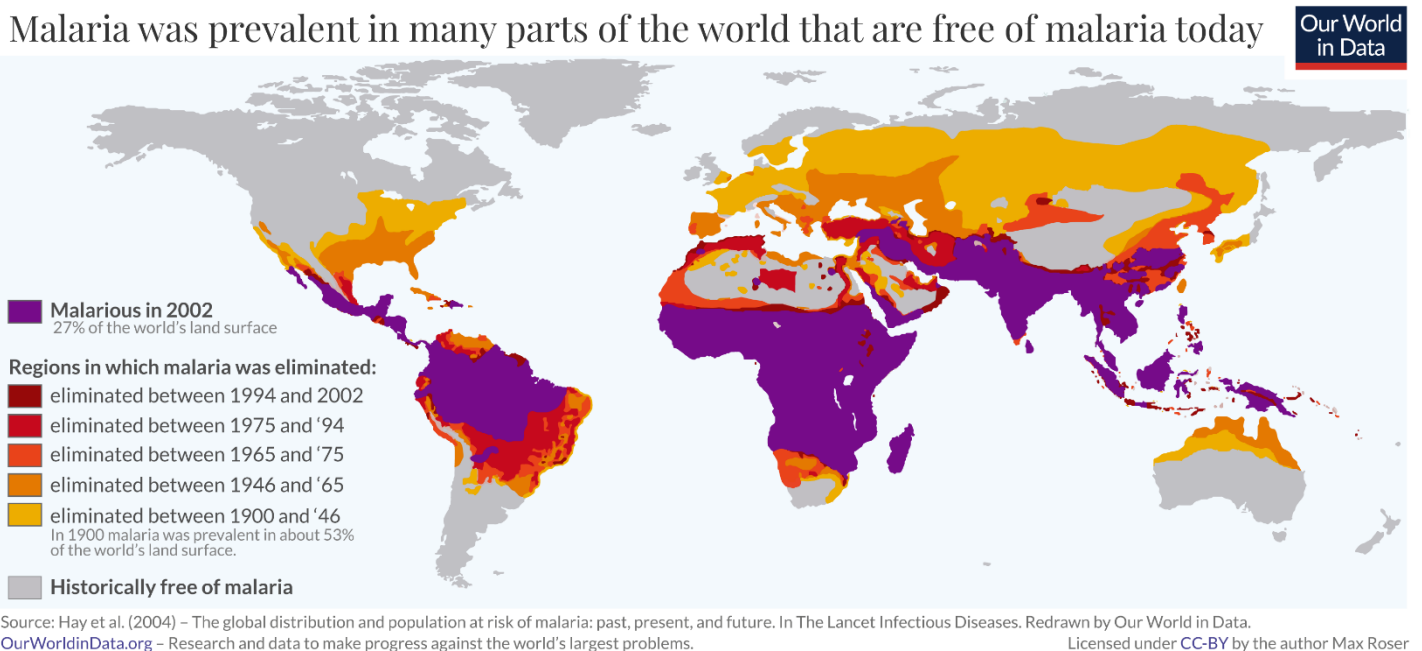 Malaria was prevalent in many parts of the world that are free of malaria today
Our World
in Data
Malarious in 2002
27% of the world's land surface
Regions in which malaria was eliminated:
eliminated between 1994 and 2002
eliminated between 1975 and ‘94
eliminated between 1965 and ‘75
eliminated between 1946 and ‘65
eliminated between 1900 and ‘46
In 1900 malaria was prevalent in about 53%
of the world's land surface.
Historically free of malaria
Source: Hay et al. (2004) – The global distribution and population at risk of malaria: past, present, and future. In The Lancet Infectious Diseases. Redrawn by Our World in Data.
OurWorldinData.org – Research and data to make progress against the world's largest problems.
Licensed under CC-BY by the author Max Roser